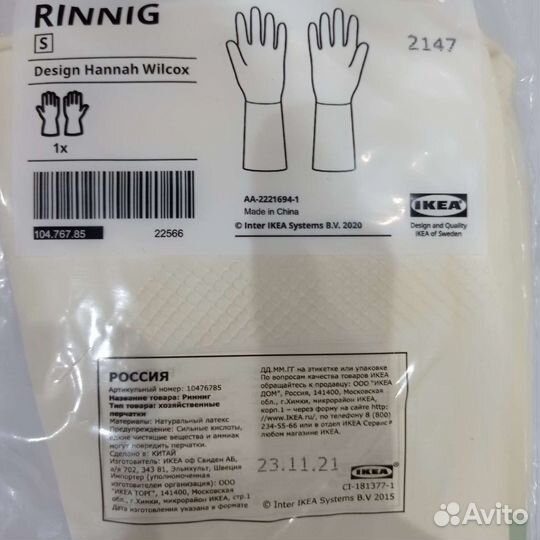 RINNIG
S
2147
Design Hannah Wilcox
1x
104.767.85 22566
AA-2221694-1
Made in China
© Inter IKEA Systems B.V. 2020
IKEA
Design and Quality
IKEA of Sweden
РОССИЯ
Артикульный номер: 10476785
Название товара: Ринниг
Тип товара: хозяйственные
перчатки
Материалы: Натуральный латекс
Предупреждение: Сильные кислоты,
едкие чистящие вещества и аммиак
могут повредить перчатки.
Сделано в: КИТАЙ
Изготовитель: ИКЕА оф Свиден АБ,
а/я 702, 343 81, Эльмхульт, Швеция
Импортер (уполномоченная
изготовителем организация): ООО
"ИКЕА ТОРГ", 141400, Московская
обл., г.Химки, микрорайон ИКЕА, стр.1
Дата изготовления указана в формате
ДД.ММ.ГГ на этикетке или упаковке
По вопросам качества товаров ИКЕА
обращайтесь к продавцу: ООО "ИКЕА
ДОМ", Россия, 141400, Московская
обл., г.Химки, микрорайон ИКЕА,
корп.1 – через форму на сайте http:
//www.IKEA.ru/, по телефону 8 (800)
234-55-66 или в отдел ИКЕА Сервис в
любом магазине ИКЕА.
23.11.21
IKEA
CI-181377-1
© Inter IKEA Systems B.V 2015
Avito